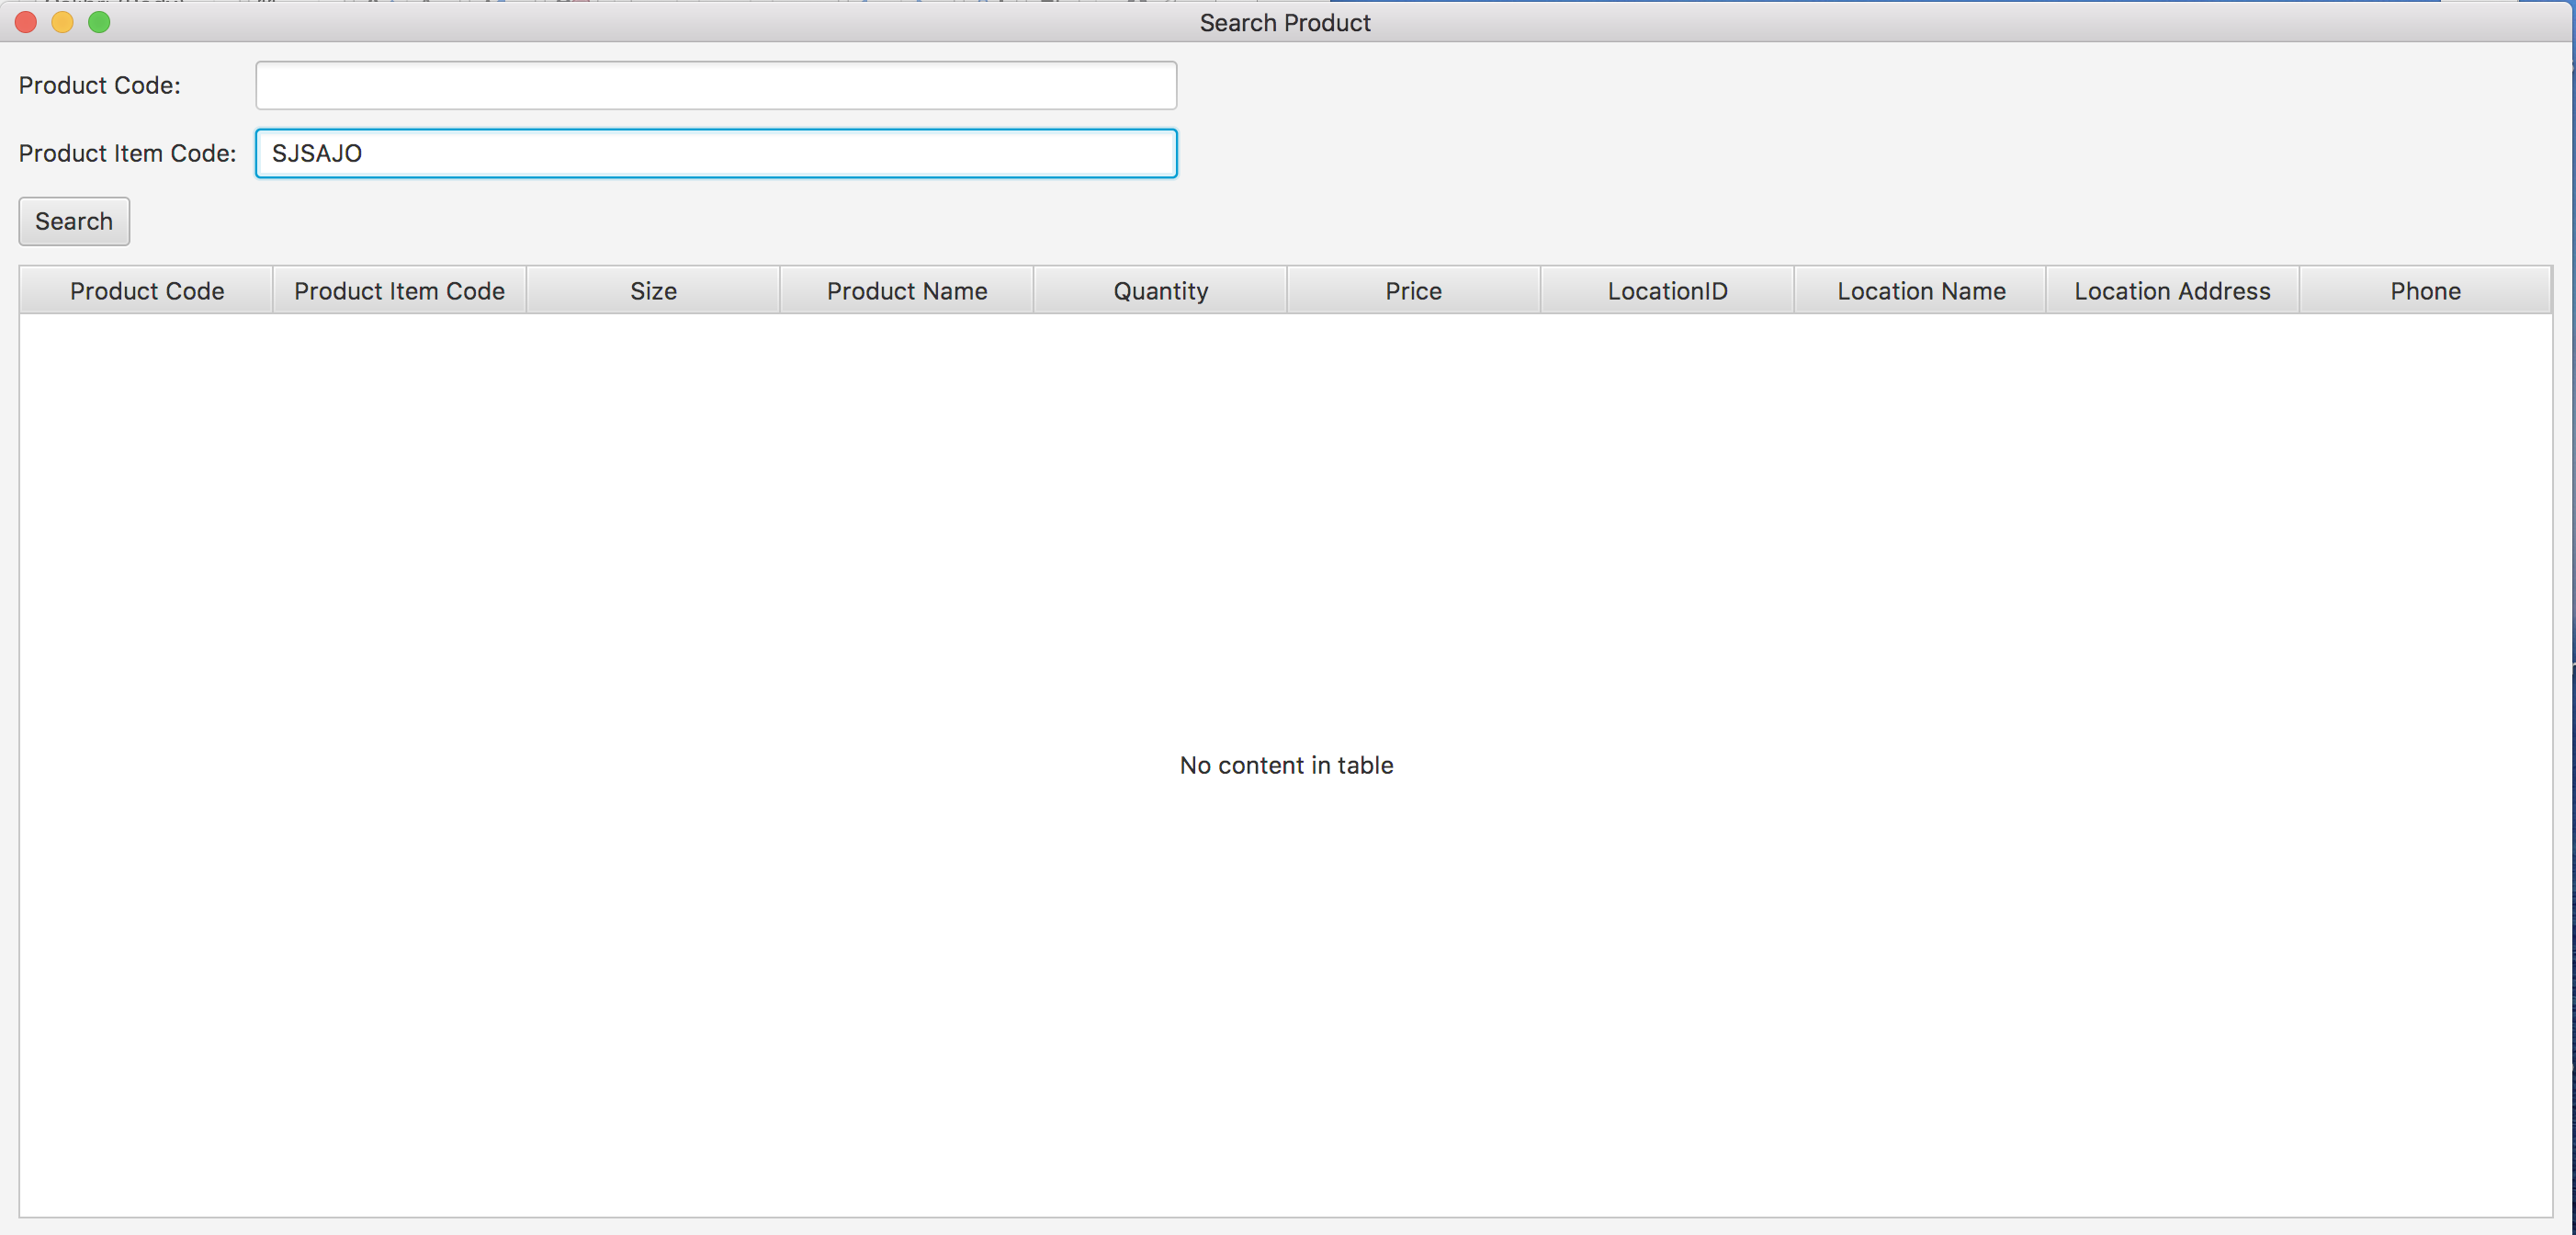 Search Product
Product Code:
Product Item Code: SJSAJO
Search
Product Code Product Item Code Size Product Name Quantity Price LocationID Location Name Location Address Phone
No content in table